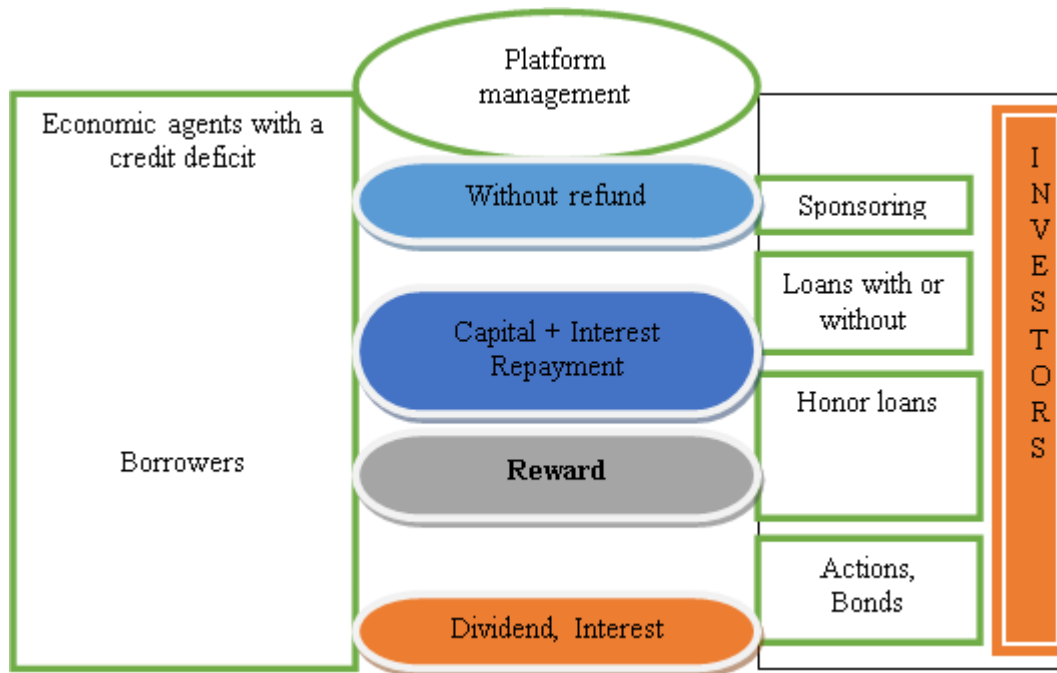 Platform
management
Economic agents with a
credit deficit
Borrowers
Without refund
Capital + Interest
Repayment
Reward
Dividend, Interest
Sponsoring
Loans with or
without
Honor loans
Actions,
Bonds
I
N
V
E
S
T
O
R
S